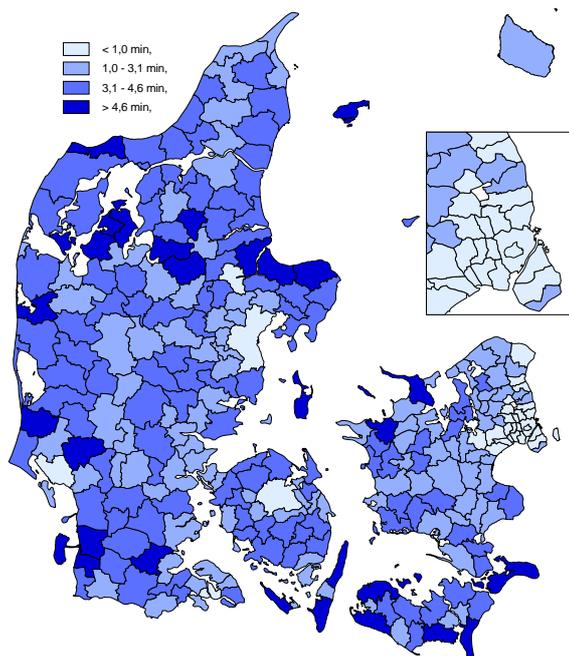 < 1,0 min,
1,0 - 3,1 min,
3,1 - 4,6 min,
> 4,6 min,